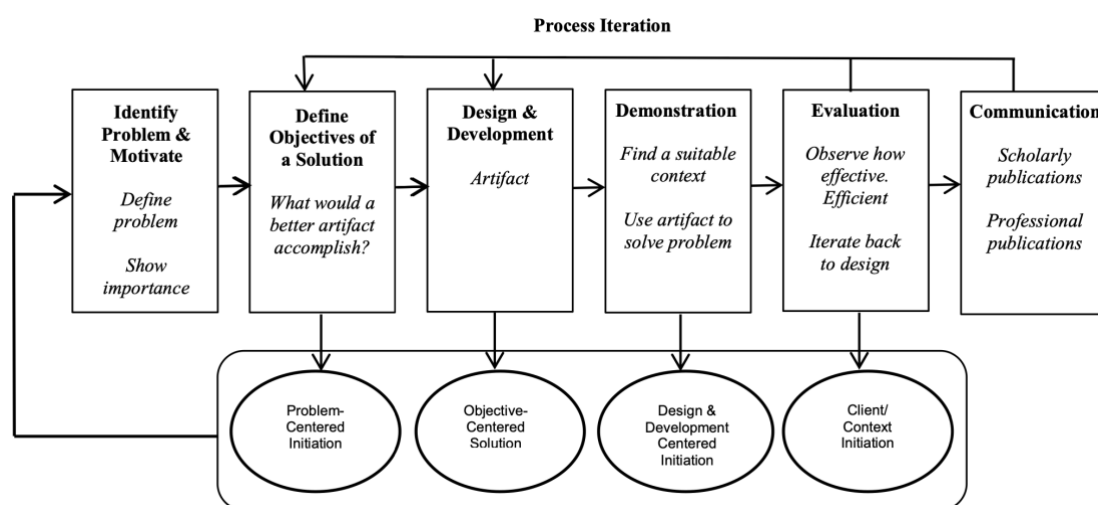 Process Iteration
Identify
Problem &
Motivate
Define
problem
Show
importance
Define
Objectives of
a Solution
What would a
better artifact
accomplish?
Design &
Development
Artifact
Demonstration
Find a suitable
context
Use artifact to
solve problem
Evaluation
Observe how
effective.
Efficient
Iterate back
to design
Communication
Scholarly
publications
Professional
publications
Problem-
Centered
Initiation
Objective-
Centered
Solution
Design &
Development
Centered
Initiation
Client/
Context
Initiation